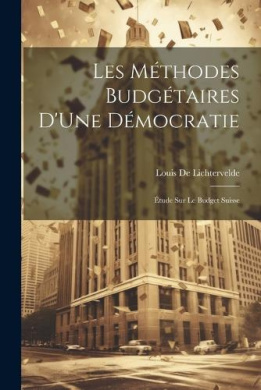 Les Méthodes
Budgétaires
D'Une Démocratie
Louis De Lichtervelde
Étude Sur Le Budget Suisse